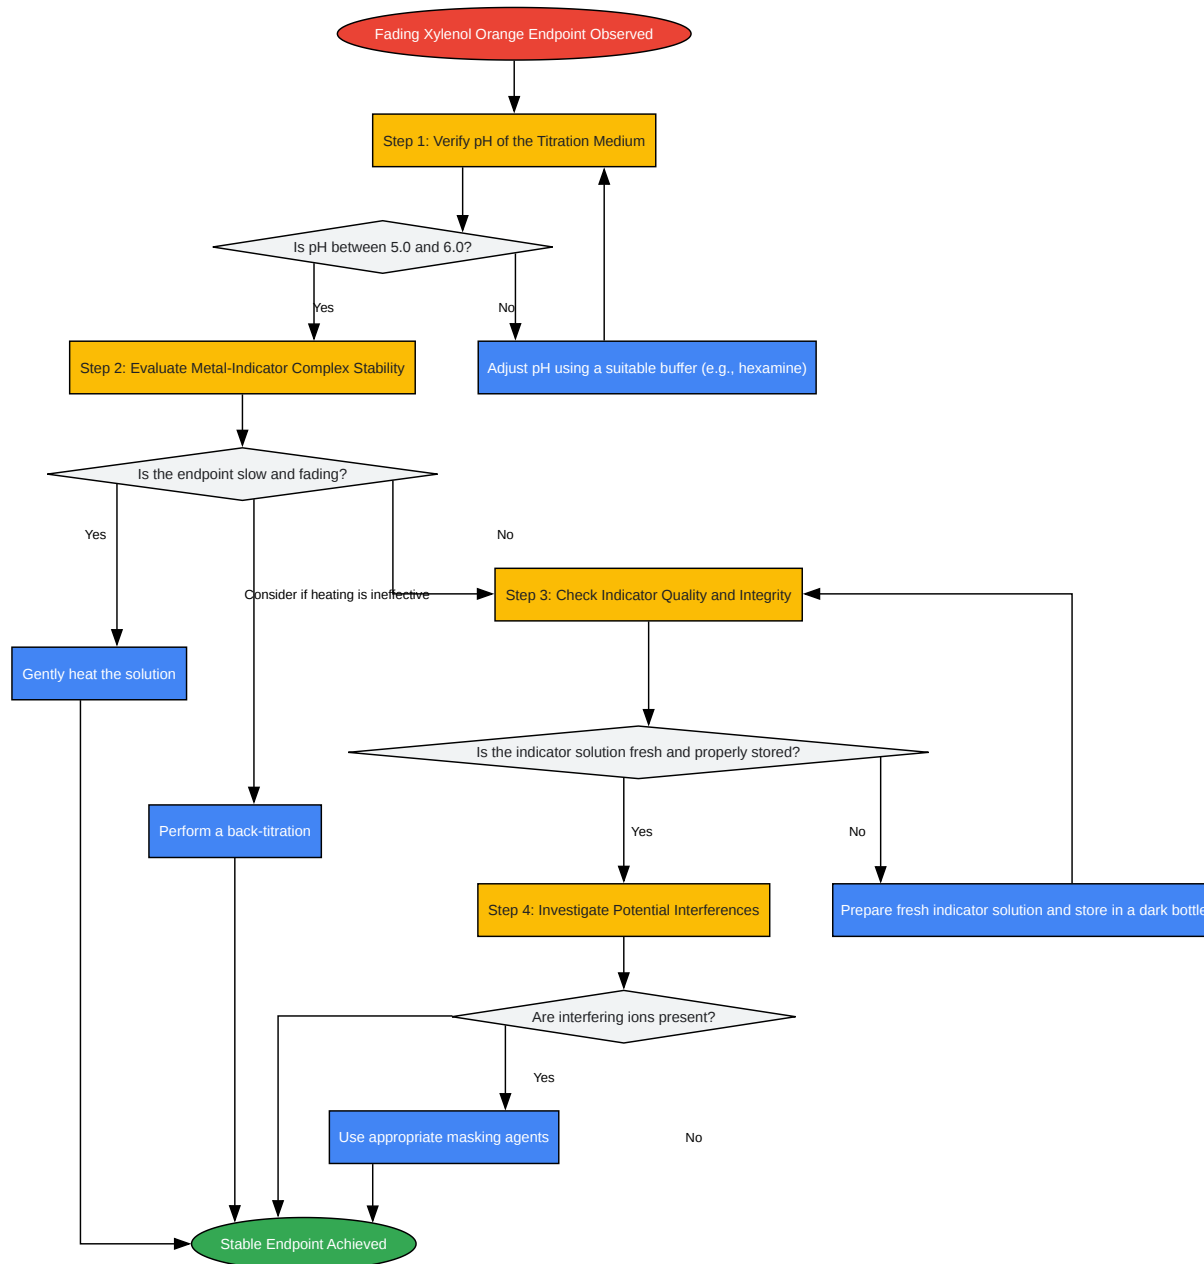 Fading Xylenol Orange Endpoint Observed
Step 1: Verify pH of the Titration Medium
Is pH between 5.0 and 6.0?
Yes
No
Step 2: Evaluate Metal-Indicator Complex Stability
Adjust pH using a suitable buffer (e.g., hexamine)
Is the endpoint slow and fading?
Yes
No
Consider if heating is ineffective
Step 3: Check Indicator Quality and Integrity
Gently heat the solution
Is the indicator solution fresh and properly stored?
Perform a back-titration
Yes
No
Step 4: Investigate Potential Interferences
Prepare fresh indicator solution and store in a dark bottle
Are interfering ions present?
Yes
Use appropriate masking agents
No
Stable Endpoint Achieved